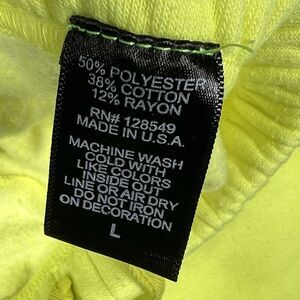 50% POLYESTER
38% COTTON
12% RAYON
RN# 128549
MADE IN U.S.A.
MACHINE WASH
COLD WITH
LIKE COLORS
INSIDE OUT
LINE OR AIR DRY
DO NOT IRON
ON DECORATION
L